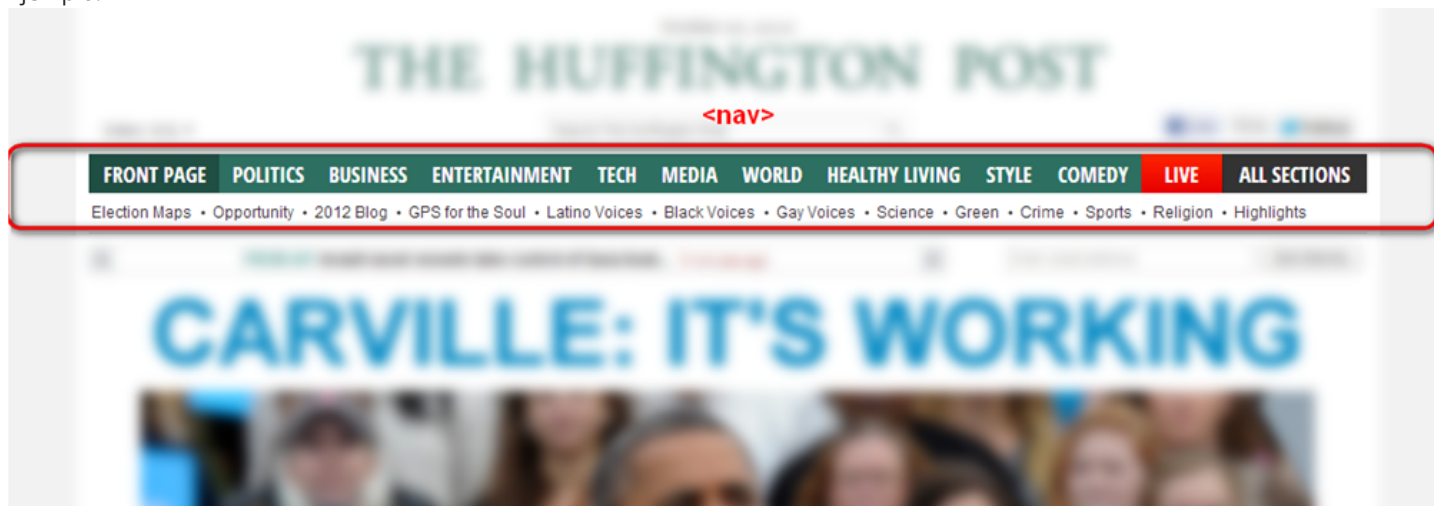 THE HUFFINGTON POST
<nav>
FRONT PAGE POLITICS BUSINESS ENTERTAINMENT TECH MEDIA WORLD HEALTHY LIVING STYLE COMEDY LIVE ALL SECTIONS
Election Maps • Opportunity • 2012 Blog • GPS for the Soul • Latino Voices • Black Voices • Gay Voices • Science • Green • Crime • Sports • Religion • Highlights
CARVILLE: IT'S WORKING